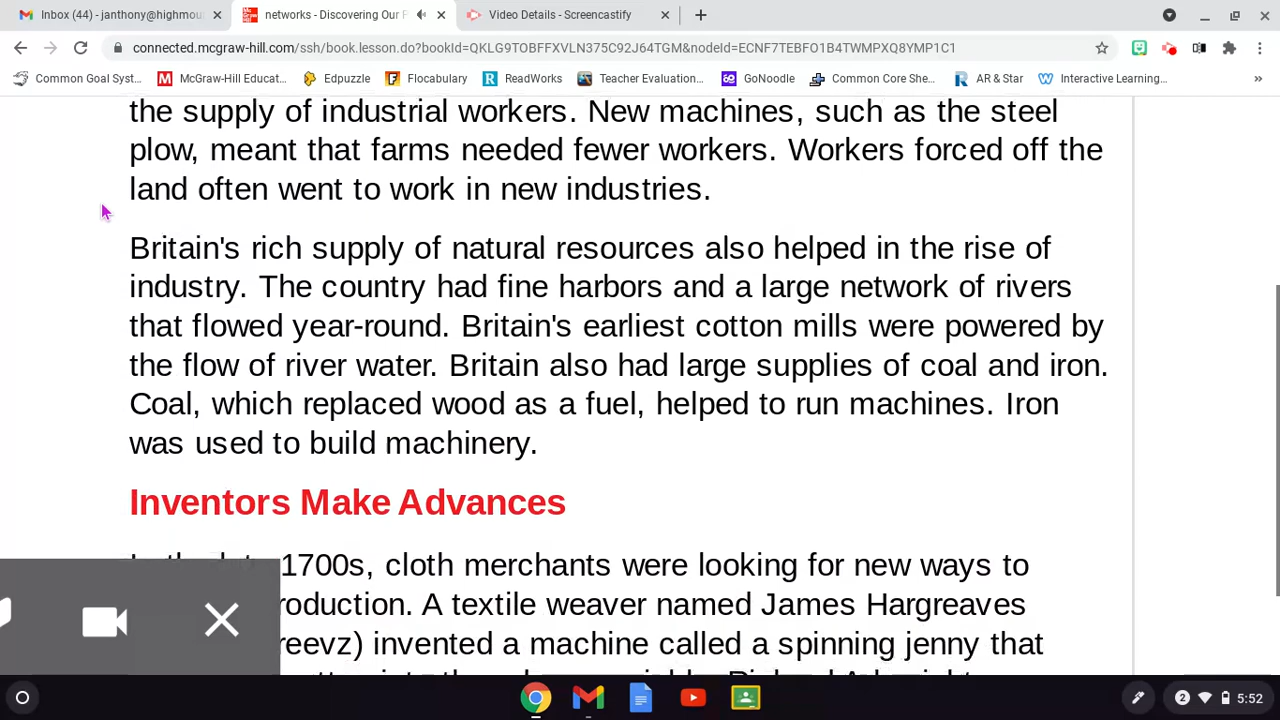 Inbox (44) - janthony@highmou
networks - Discovering Our F
Video Details - Screencastify
connected.mcgraw-hill.com/ssh/book.lesson.do?bookId=QKLG9TOBFFXVLN375C92J64TGM&nodeId=ECNF7TEBFO1B4TWMPXQ8YMP1C1
Common Goal Syst...
McGraw-Hill Educat...
Edpuzzle
Flocabulary
ReadWorks
Teacher Evaluation...
GoNoodle
Common Core She...
AR & Star
Interactive Learning...
»
the supply of industrial workers. New machines, such as the steel
plow, meant that farms needed fewer workers. Workers forced off the
land often went to work in new industries.
Britain's rich supply of natural resources also helped in the rise of
industry. The country had fine harbors and a large network of rivers
that flowed year-round. Britain's earliest cotton mills were powered by
the flow of river water. Britain also had large supplies of coal and iron.
Coal, which replaced wood as a fuel, helped to run machines. Iron
was used to build machinery.
Inventors Make Advances
1700s, cloth merchants were looking for new ways to
roduction. A textile weaver named James Hargreaves
reevz) invented a machine called a spinning jenny that
2
5:52